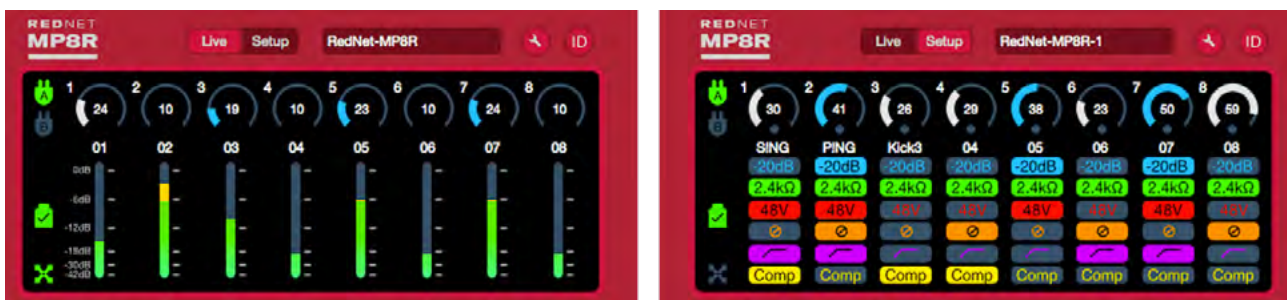 REDNET
MP8R
Live Setup RedNet-MP8R ID
A 1 2 3 4 5 6 7 8
24 10 19 10 23 10 24 10
B
01 02 03 04 05 06 07 08
0dB
-6dB
-12dB
-18dB
-30dB
-42dB
REDNET
MP8R
Live Setup RedNet-MP8R-1 ID
A 1 2 3 4 5 6 7 8
30 41 26 29 38 23 50 59
B
SING PING Kick3 04 05 06 07 08
-20dB -20dB -20dB -20dB -20dB -20dB -20dB -20dB
2.4kΩ 2.4kΩ 2.4kΩ 2.4kΩ 2.4kΩ 2.4kΩ 2.4kΩ 2.4kΩ
48V 48V 48V 48V 48V 48V 48V 48V
Comp Comp Comp Comp Comp Comp Comp Comp